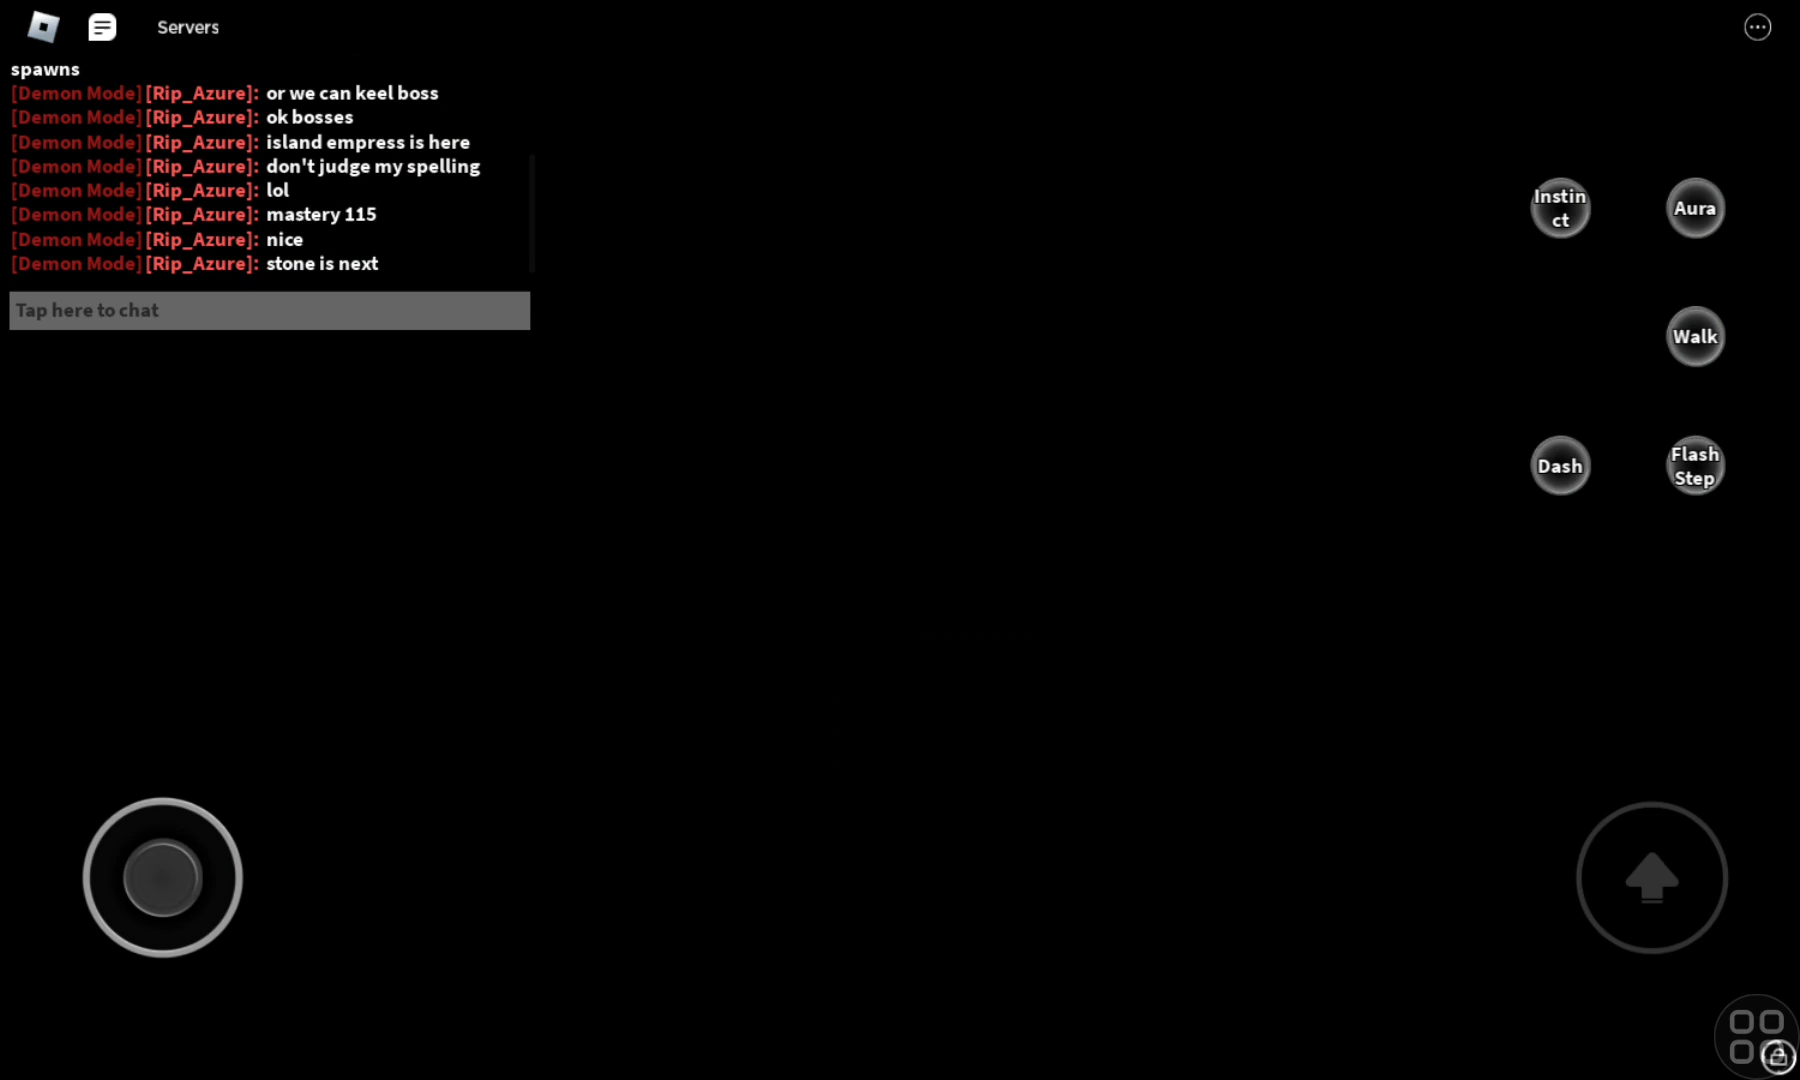 Servers
spawns
[Demon Mode] [Rip_Azure]: or we can keel boss
[Demon Mode] [Rip_Azure]: ok bosses
[Demon Mode] [Rip_Azure]: island empress is here
[Demon Mode] [Rip_Azure]: don't judge my spelling
[Demon Mode] [Rip_Azure]: lol
[Demon Mode] [Rip_Azure]: mastery 115
[Demon Mode] [Rip_Azure]: nice
[Demon Mode] [Rip_Azure]: stone is next
Tap here to chat
Instin
ct
Aura
Walk
Dash
Flash
Step